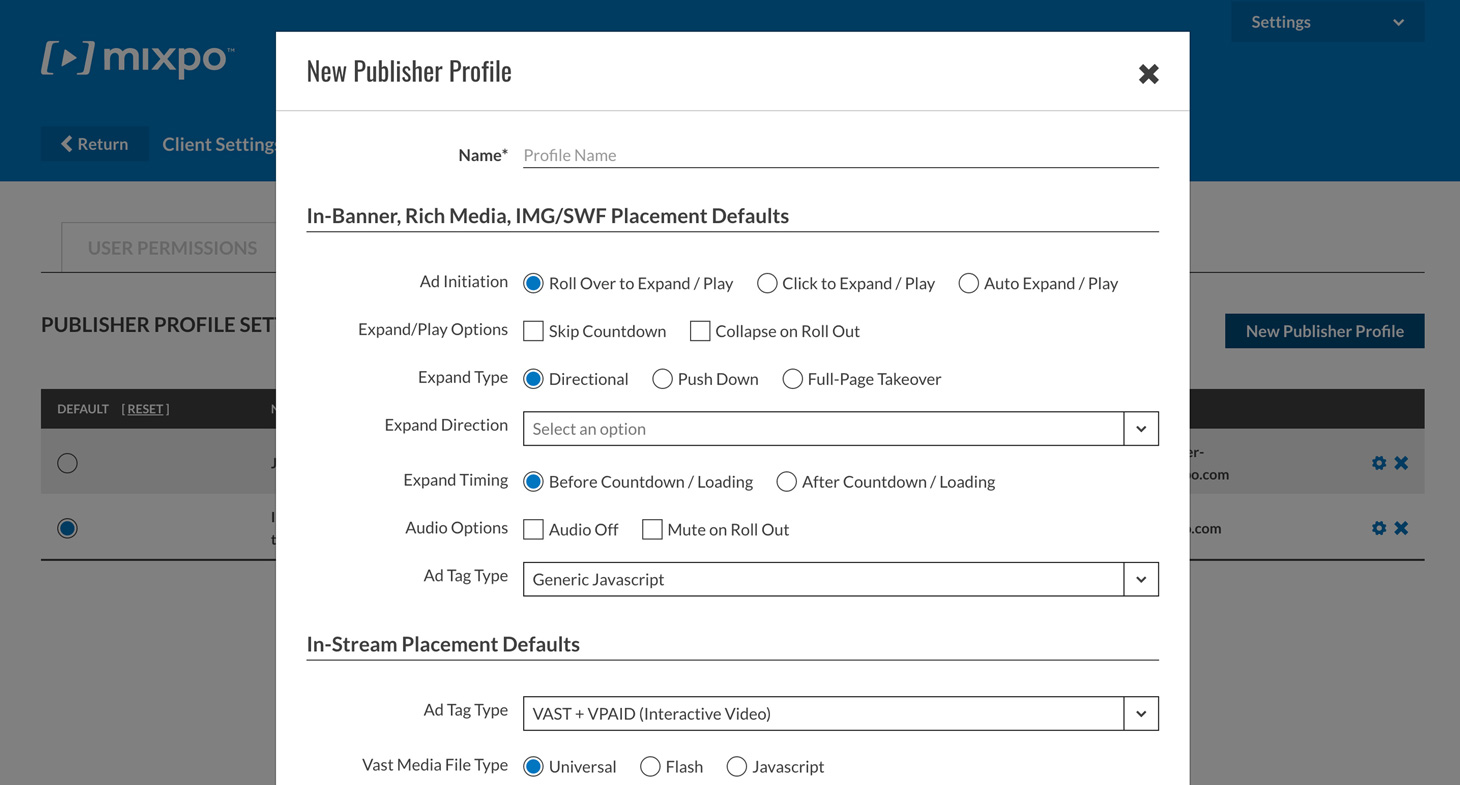 Settings
mixpo™
New Publisher Profile
Return
Client Settings
Name*
Profile Name
In-Banner, Rich Media, IMG/SWF Placement Defaults
USER PERMISSIONS
Ad Initiation
Roll Over to Expand / Play
Click to Expand / Play
Auto Expand / Play
PUBLISHER PROFILE SET
Expand/Play Options
Skip Countdown
Collapse on Roll Out
New Publisher Profile
Expand Type
Directional
Push Down
Full-Page Takeover
DEFAULT [ RESET ]
Expand Direction
Select an option
er-
po.com
Expand Timing
Before Countdown / Loading
After Countdown / Loading
Audio Options
Audio Off
Mute on Roll Out
.com
Ad Tag Type
Generic Javascript
In-Stream Placement Defaults
Ad Tag Type
VAST + VPAID (Interactive Video)
Vast Media File Type
Universal
Flash
Javascript